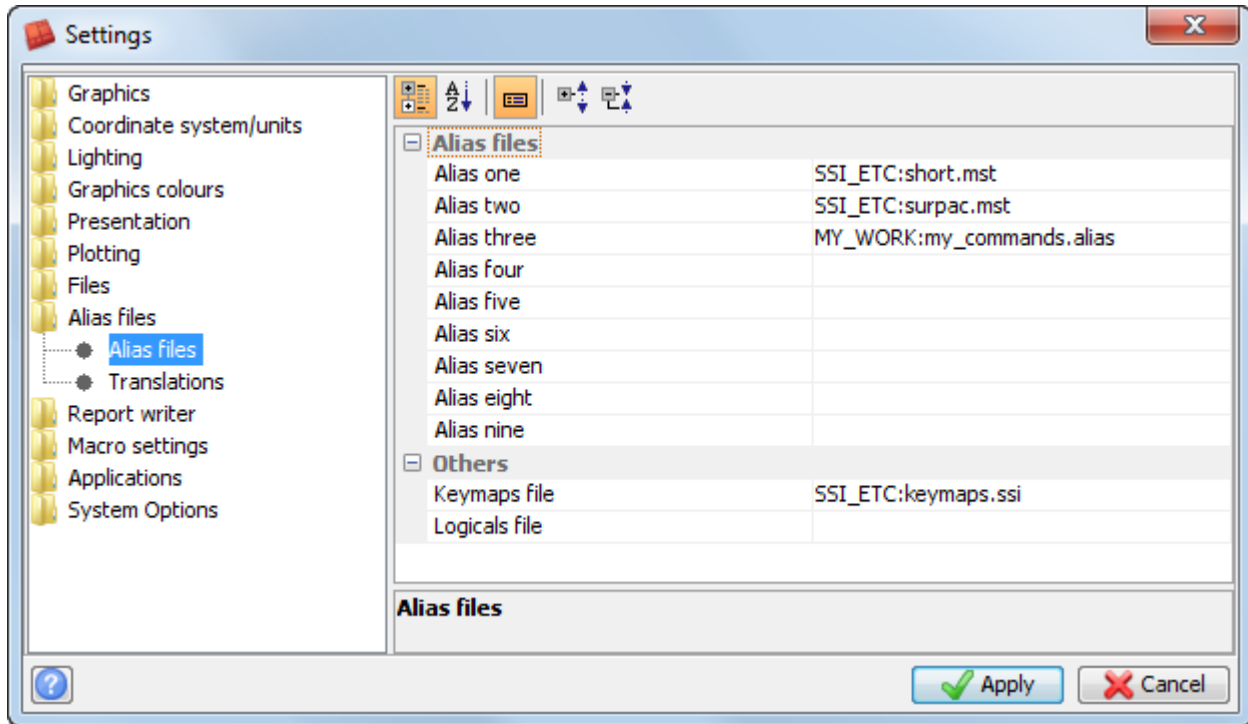 Settings
Graphics
Coordinate system/units
Lighting
Graphics colours
Presentation
Plotting
Files
Alias files
Alias files
Translations
Report writer
Macro settings
Applications
System Options
Alias files
Alias one SSI_ETC:short.mst
Alias two SSI_ETC:surpac.mst
Alias three MY_WORK:my_commands.alias
Alias four
Alias five
Alias six
Alias seven
Alias eight
Alias nine
Others
Keymaps file SSI_ETC:keymaps.ssi
Logicals file
Alias files
Apply Cancel